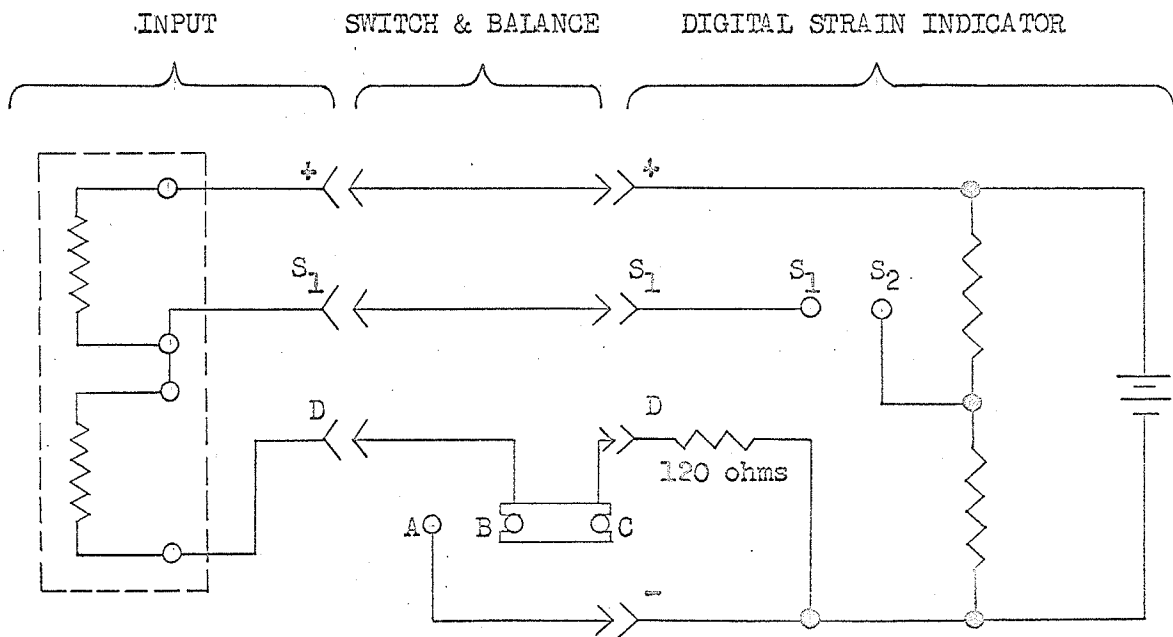 INPUT
SWITCH & BALANCE
DIGITAL STRAIN INDICATOR
+
+
S1
S1
S1
S2
D
D
120 ohms
A
B
C
-